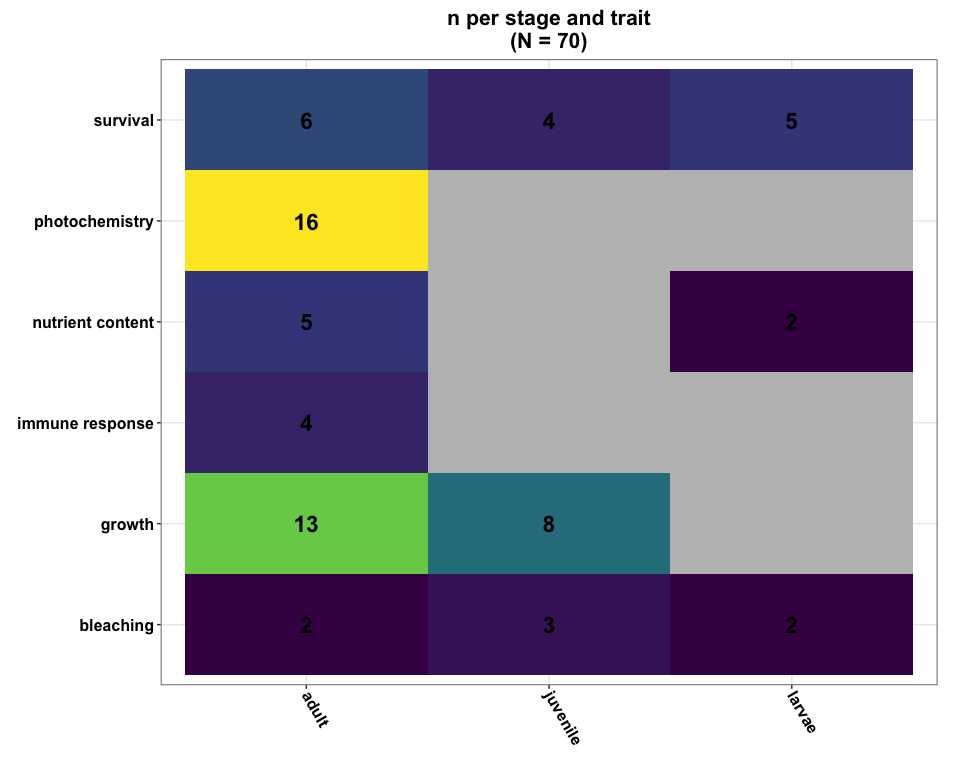 n per stage and trait
(N = 70)
survival 6 4 5
photochemistry 16
nutrient content 5 2
immune response 4
growth 13 8
bleaching 2 3 2
adult juvenile larvae